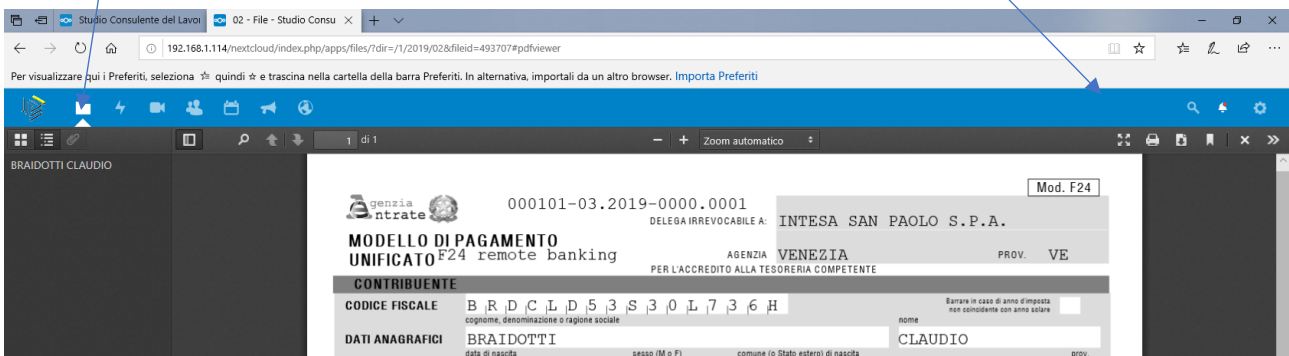 Studio Consulente del Lavor
02 - File - Studio Consu
192.168.1.114/nextcloud/index.php/apps/files/?dir=/1/2019/02&fileid=493707#pdfviewer
Per visualizzare qui i Preferiti, seleziona quindi e trascina nella cartella della barra Preferiti. In alternativa, importali da un altro browser. Importa Preferiti
1 di 1
Zoom automatico
BRAIDOTTI CLAUDIO
Mod. F24
genzia
ntrate
000101-03.2019-0000.0001
DELEGA IRREVOCABILE A: INTESA SAN PAOLO S.P.A.
MODELLO DI PAGAMENTO
UNIFICATO F24 remote banking
AGENZIA VENEZIA PROV. VE
PER L'ACCREDITO ALLA TESORERIA COMPETENTE
CONTRIBUENTE
CODICE FISCALE B R D C L D 5 3 S 3 0 L 7 3 6 H
Barrare in caso di anno d'imposta
non coincidente con anno solare
cognome, denominazione o ragione sociale nome
DATI ANAGRAFICI BRAIDOTTI CLAUDIO
data di nascita sesso (M o F) comune (o Stato estero) di nascita prov.